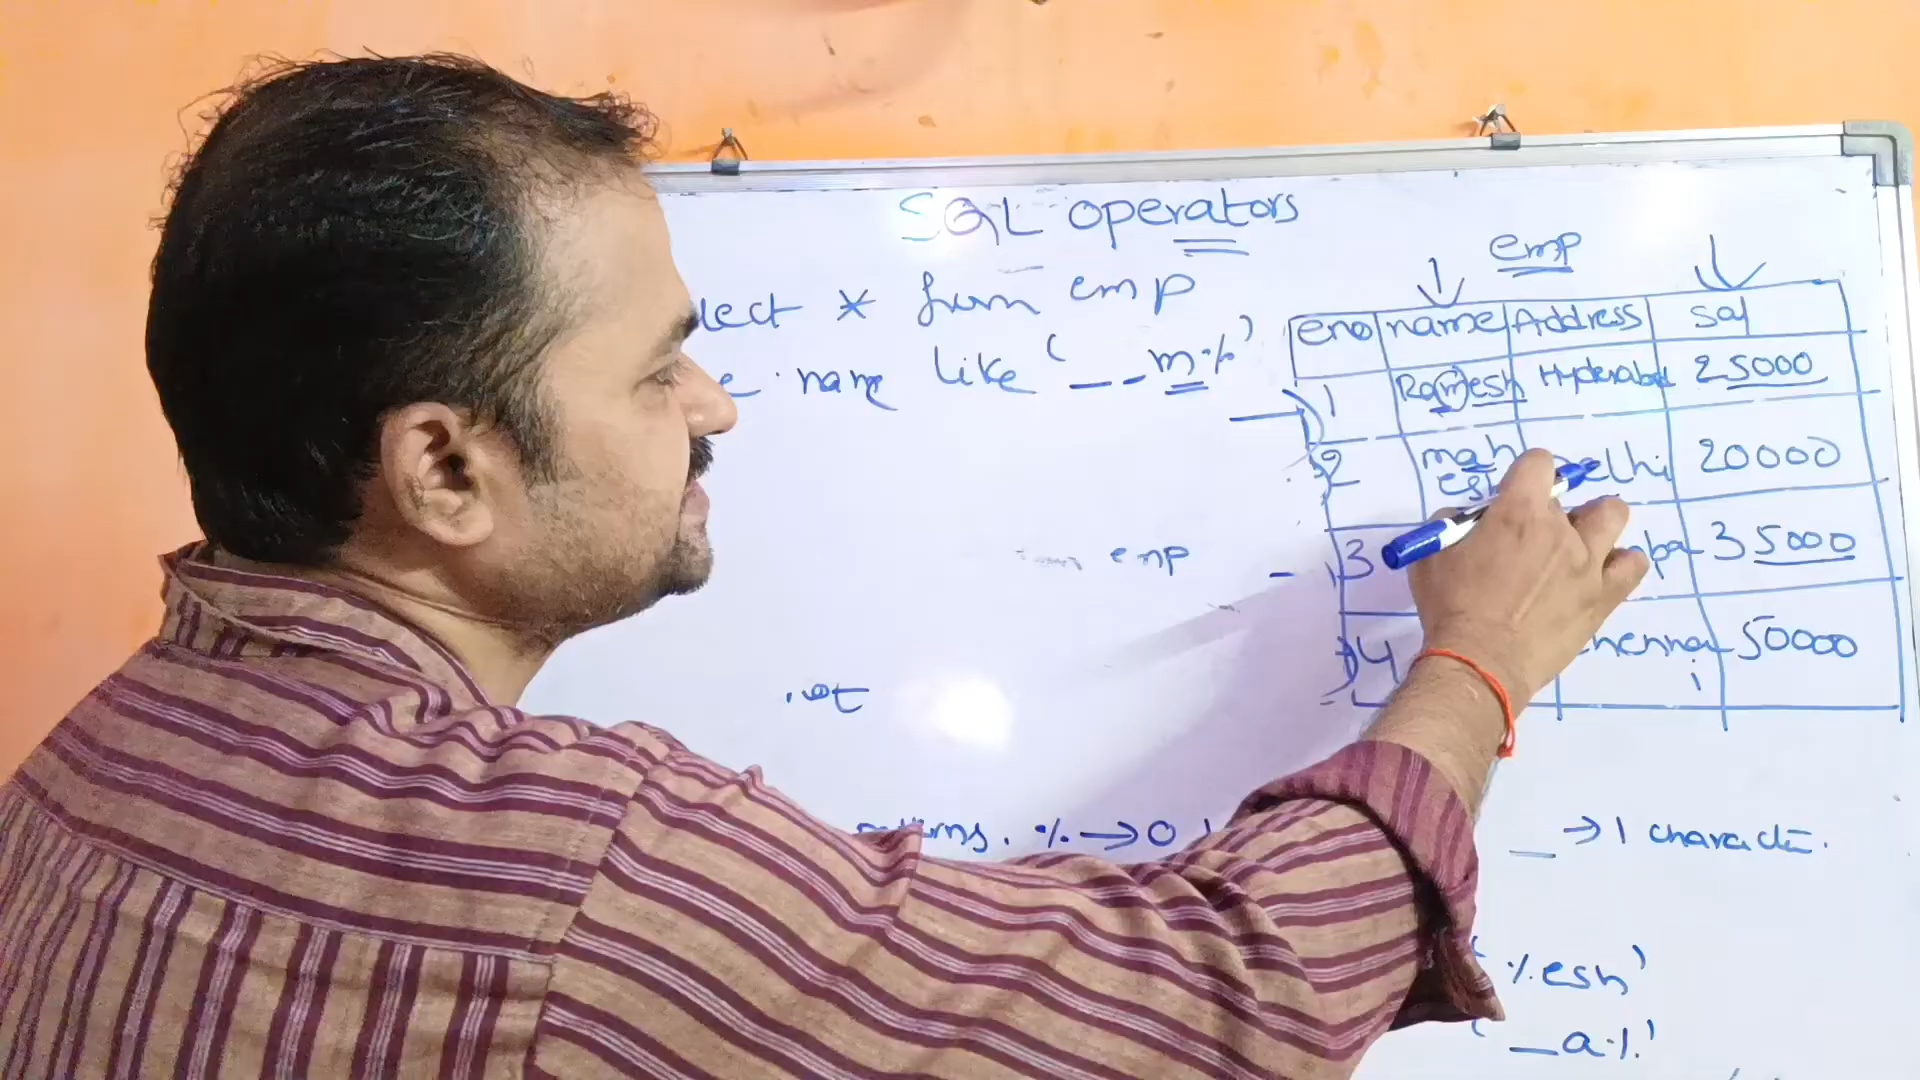 SQL operators
lect * from emp
e name like '__m%'
emp
eno name Address sal
1 Ramesh Hyderabad 25000
2 mahesh Delhi 20000
3 35000
4 chennai 50000
emp
% → 0
_ → 1 character.
'%esh'
'_a%'